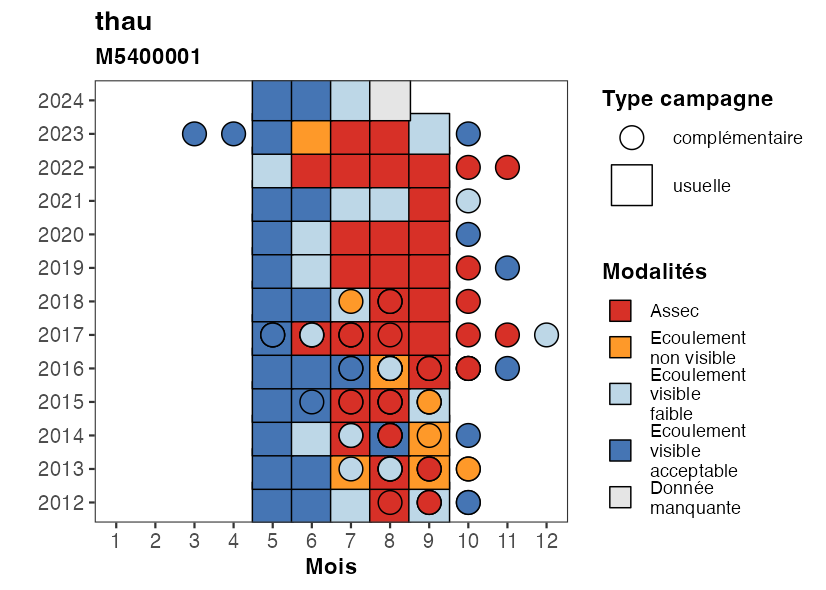 thau
M5400001
2024
2023
2022
2021
2020
2019
2018
2017
2016
2015
2014
2013
2012
1 2 3 4 5 6 7 8 9 10 11 12
Mois
Type campagne
complémentaire
usuelle
Modalités
Assec
Ecoulement
non visible
Ecoulement
visible
faible
Ecoulement
visible
acceptable
Donnée
manquante